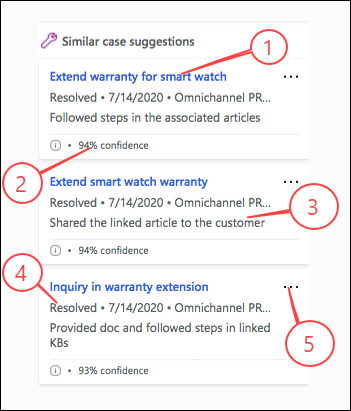 Similar case suggestions
1
Extend warranty for smart watch
...
Resolved • 7/14/2020 • Omnichannel PR...
Followed steps in the associated articles
94% confidence
2
Extend smart watch warranty
...
Resolved • 7/14/2020 • Omnichannel PR...
Shared the linked article to the customer
3
94% confidence
4
Inquiry in warranty extension
...
Resolved • 7/14/2020 • Omnichannel PR...
Provided doc and followed steps in linked
KBs
5
93% confidence